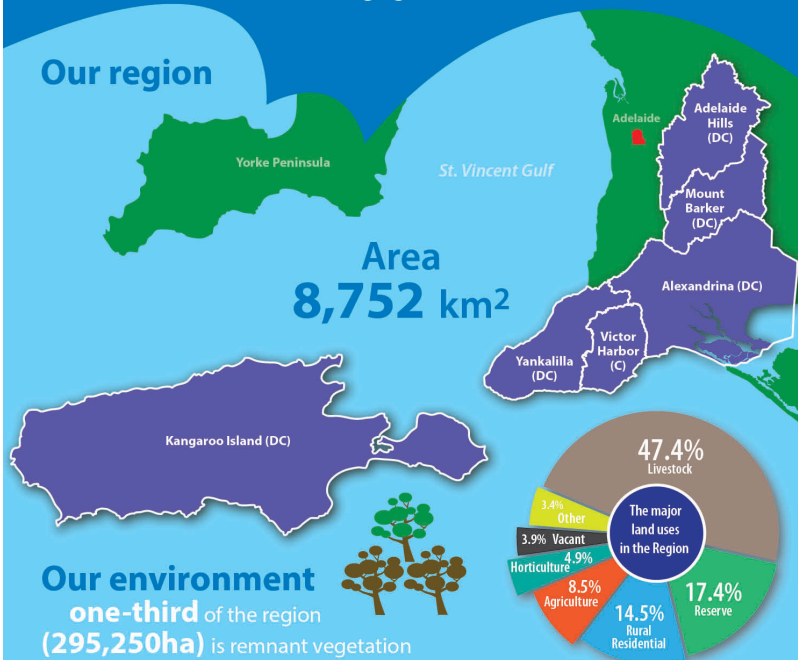 Our region
Adelaide
Adelaide
Hills
(DC)
Yorke Peninsula
St. Vincent Gulf
Mount
Barker
(DC)
Area
8,752 km²
Alexandrina (DC)
Victor
Harbor
(C)
Yankalilla
(DC)
Kangaroo Island (DC)
47.4%
Livestock
3.4%
Other
The major
land uses
in the Region
3.9% Vacant
4.9%
Horticulture
8.5%
Agriculture
14.5%
Rural
Residential
17.4%
Reserve
Our environment
one-third of the region
(295,250ha) is remnant vegetation